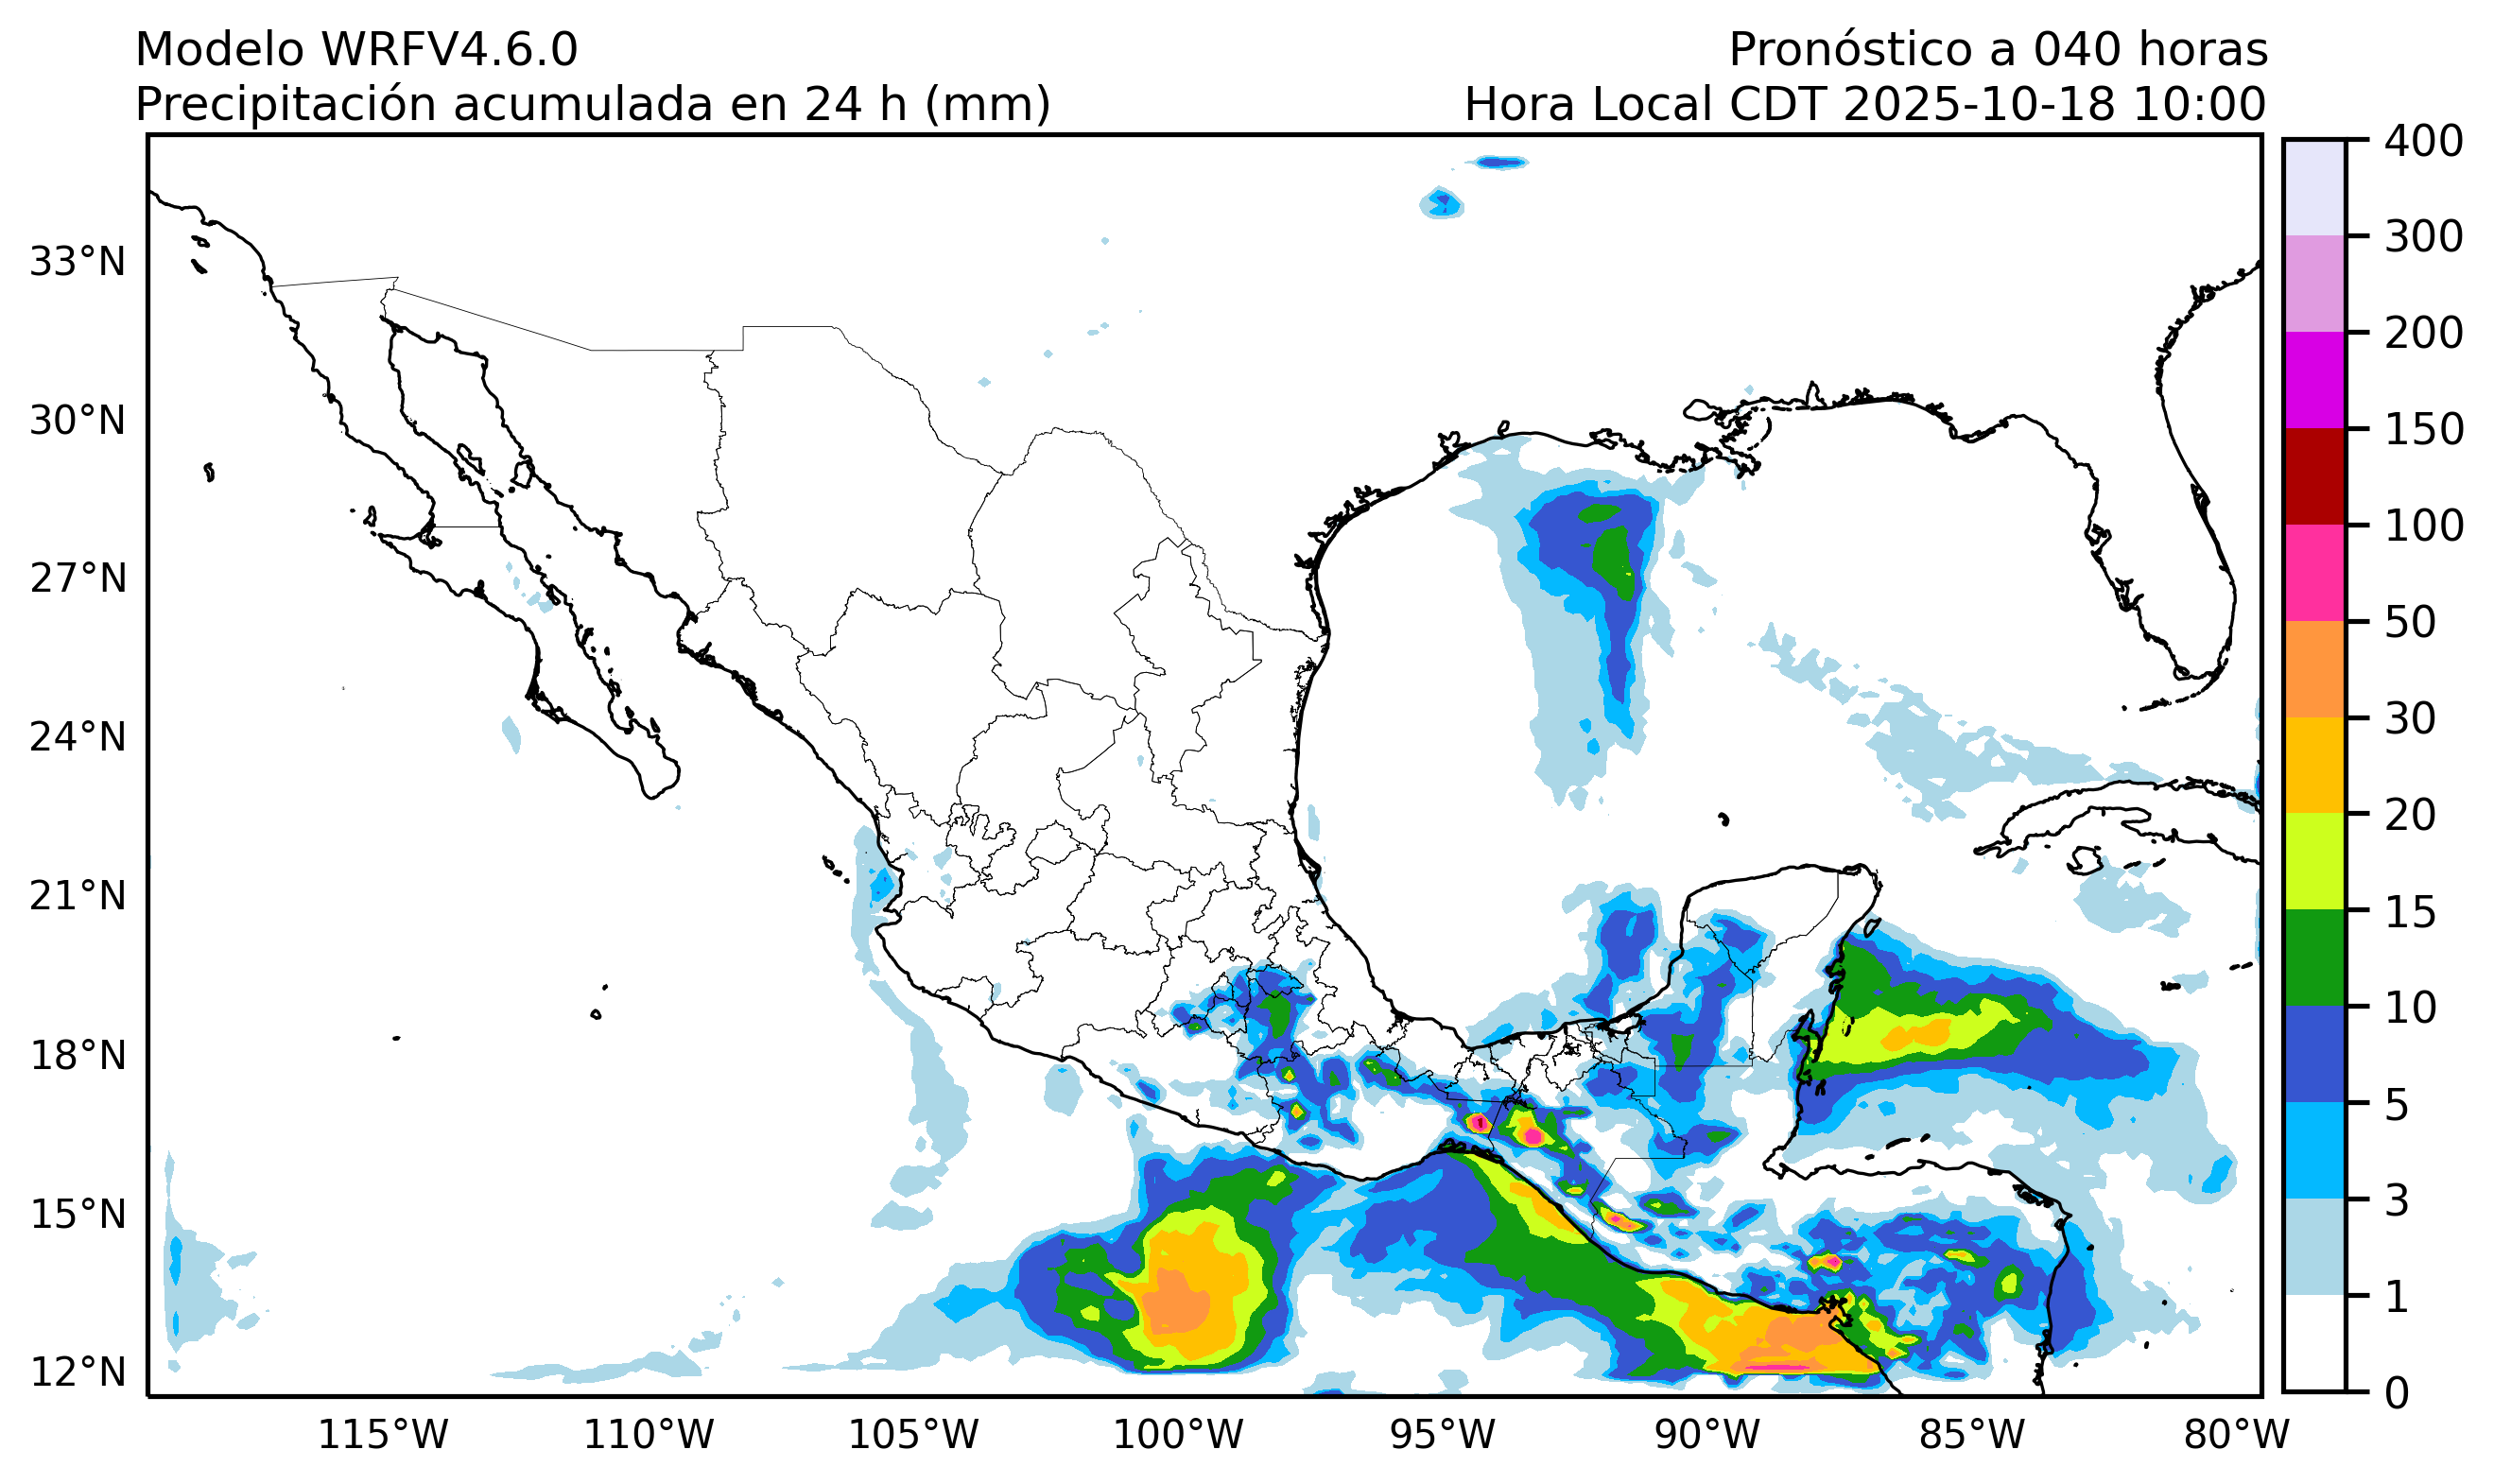 Modelo WRFV4.6.0
Pronóstico a 040 horas
Precipitación acumulada en 24 h (mm)
Hora Local CDT 2025-10-18 10:00
33°N
30°N
27°N
24°N
21°N
18°N
15°N
12°N
115°W
110°W
105°W
100°W
95°W
90°W
85°W
80°W
400
300
200
150
100
50
30
20
15
10
5
3
1
0